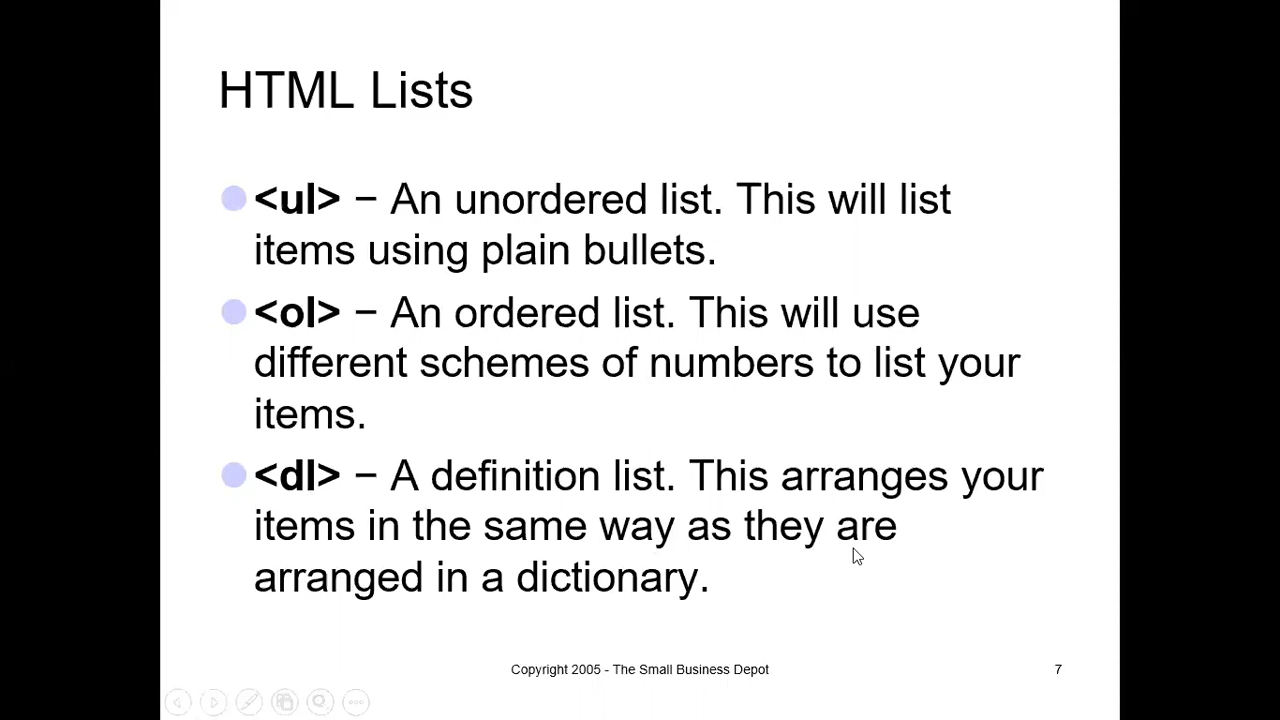 HTML Lists
<ul> − An unordered list. This will list
items using plain bullets.
<ol> − An ordered list. This will use
different schemes of numbers to list your
items.
<dl> − A definition list. This arranges your
items in the same way as they are
arranged in a dictionary.
Copyright 2005 - The Small Business Depot
7